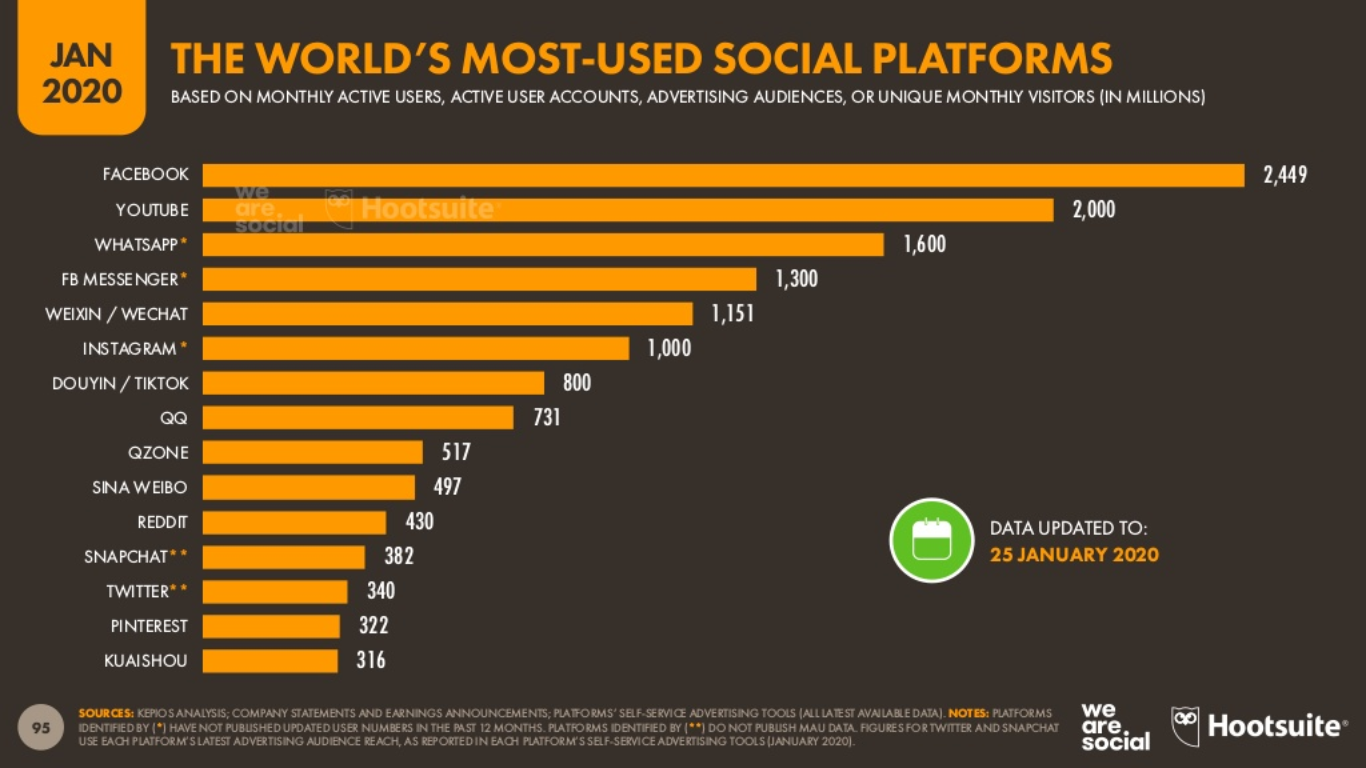 JAN
2020
THE WORLD'S MOST-USED SOCIAL PLATFORMS
BASED ON MONTHLY ACTIVE USERS, ACTIVE USER ACCOUNTS, ADVERTISING AUDIENCES, OR UNIQUE MONTHLY VISITORS (IN MILLIONS)
FACEBOOK 2,449
we
are
social
Hootsuite
YOUTUBE 2,000
WHATSAPP* 1,600
FB MESSENGER* 1,300
WEIXIN / WECHAT 1,151
INSTAGRAM* 1,000
DOUYIN / TIKTOK 800
QQ 731
QZONE 517
SINA WEIBO 497
REDDIT 430
SNAPCHAT** 382
TWITTER** 340
PINTEREST 322
KUAISHOU 316
DATA UPDATED TO:
25 JANUARY 2020
95
SOURCES: KEPIOS ANALYSIS; COMPANY STATEMENTS AND EARNINGS ANNOUNCEMENTS; PLATFORMS' SELF-SERVICE ADVERTISING TOOLS (ALL LATEST AVAILABLE DATA). NOTES: PLATFORMS
IDENTIFIED BY (*) HAVE NOT PUBLISHED UPDATED USER NUMBERS IN THE PAST 12 MONTHS. PLATFORMS IDENTIFIED BY (**) DO NOT PUBLISH MAU DATA. FIGURES FOR TWITTER AND SNAPCHAT
USE EACH PLATFORM'S LATEST ADVERTISING AUDIENCE REACH, AS REPORTED IN EACH PLATFORM'S SELF-SERVICE ADVERTISING TOOLS (JANUARY 2020).
we
are
social
Hootsuite®